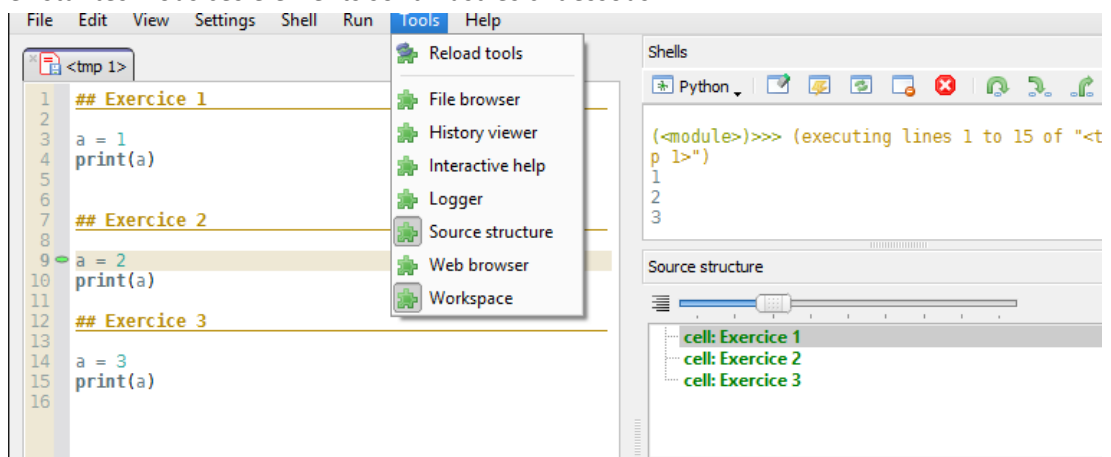 File Edit View Settings Shell Run Tools Help
<tmp 1>
1 ## Exercice 1
2
3 a = 1
4 print(a)
5
6
7 ## Exercice 2
8
9 a = 2
10 print(a)
11
12 ## Exercice 3
13
14 a = 3
15 print(a)
16
Reload tools
File browser
History viewer
Interactive help
Logger
Source structure
Web browser
Workspace
Shells
Python
(<module>)>>> (executing lines 1 to 15 of "<t
p 1>")
1
2
3
Source structure
cell: Exercice 1
cell: Exercice 2
cell: Exercice 3